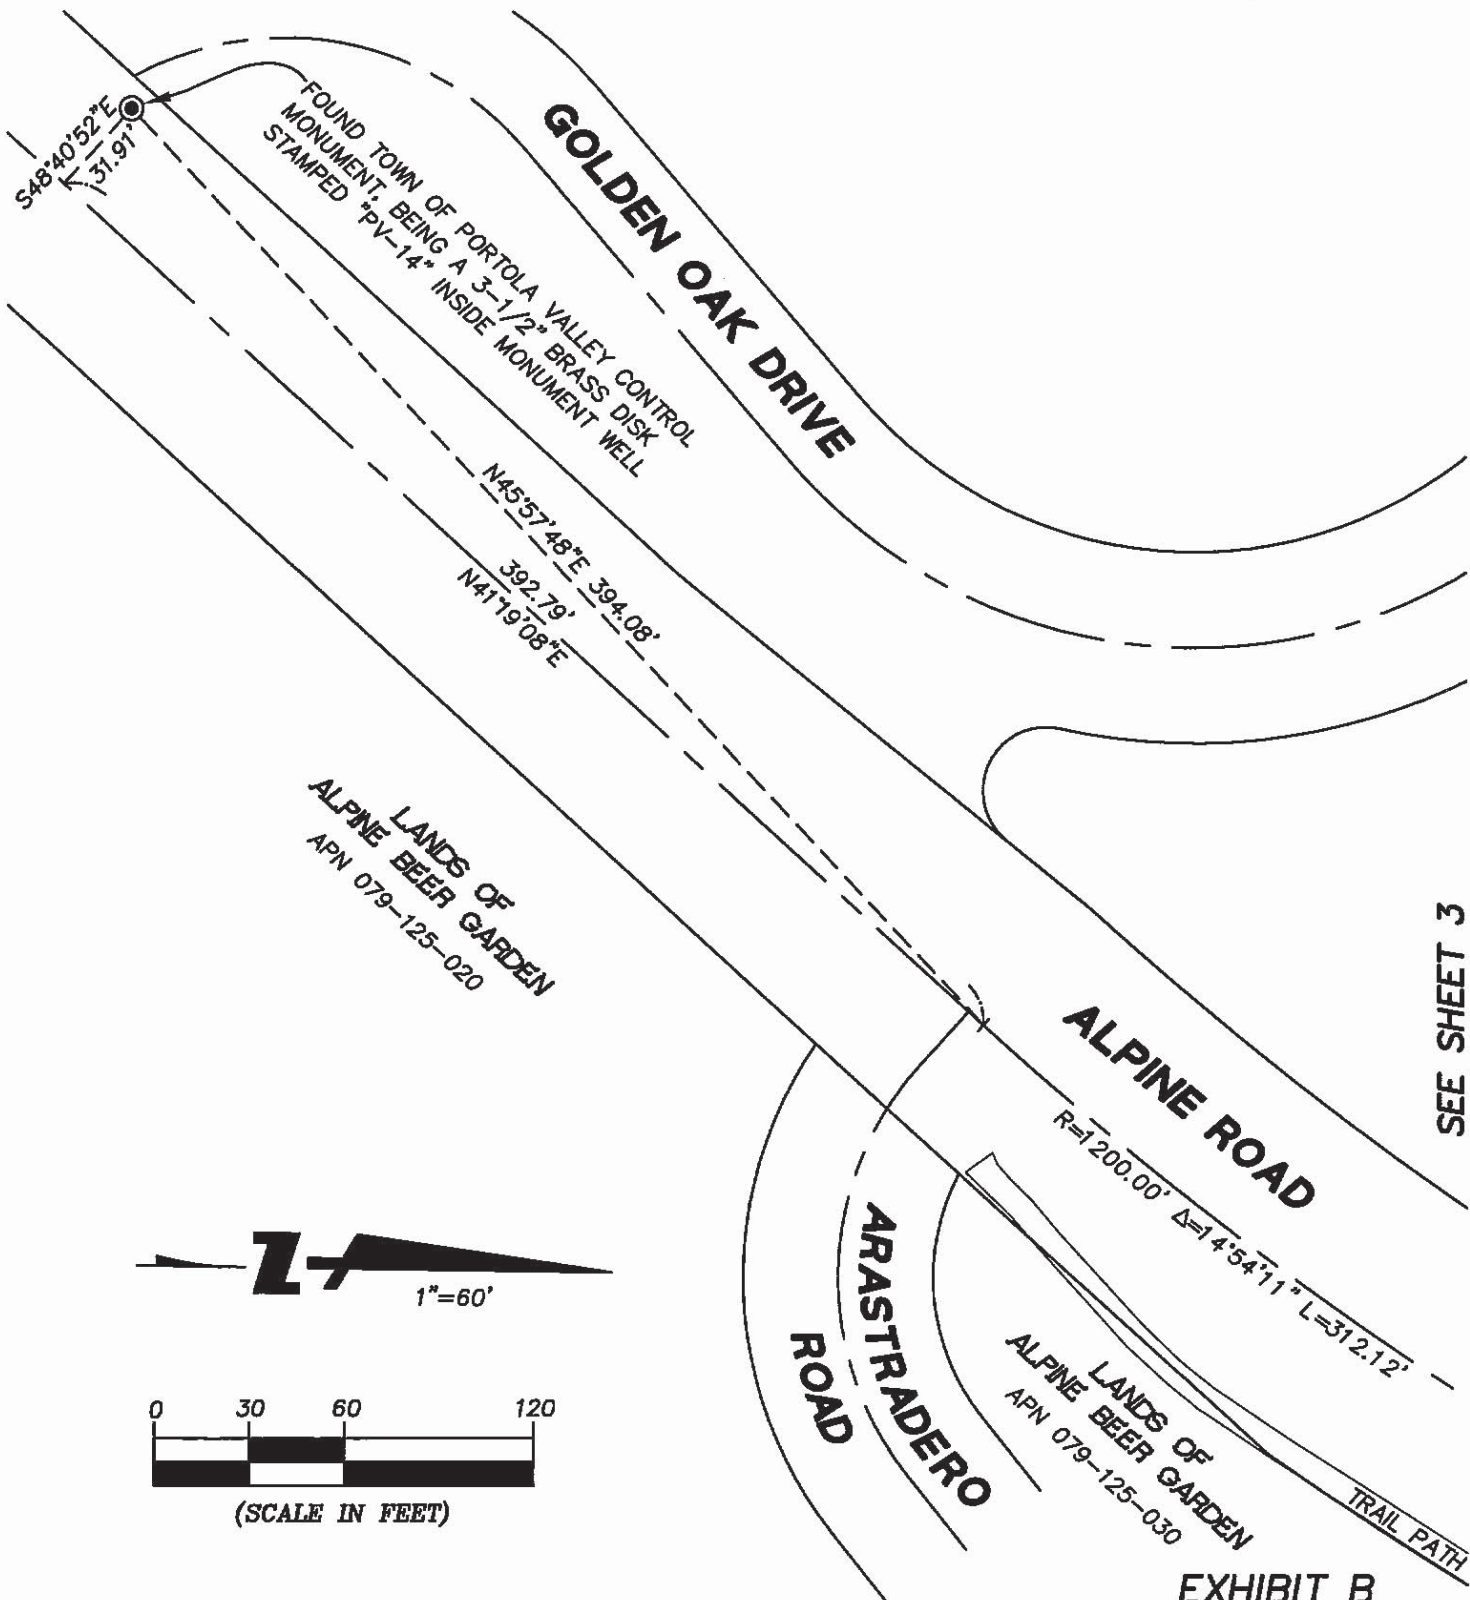 S48°40'52"E
31.91'
FOUND TOWN OF PORTOLA VALLEY CONTROL
MONUMENT, BEING A 3-1/2" BRASS DISK
STAMPED "PV-14" INSIDE MONUMENT WELL
GOLDEN OAK DRIVE
N45°57'48"E 394.08'
392.79'
N41°19'08"E
LANDS OF
ALPINE BEER GARDEN
APN 079-125-020
SEE SHEET 3
ALPINE ROAD
R=1200.00' Δ=14°54'11" L=312.12'
Z
1"=60'
ARASTRADERO
ROAD
LANDS OF
ALPINE BEER GARDEN
APN 079-125-030
TRAIL PATH
0 30 60 120
(SCALE IN FEET)
EXHIBIT B